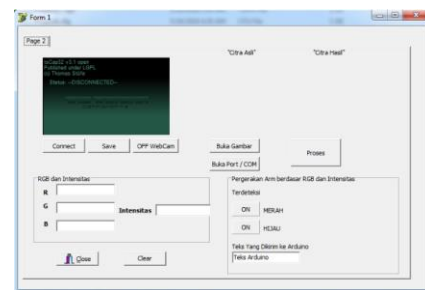 Form 1
Page 2
"Citra Asli" "Citra Hasil"
Published under LGPL
(c) Thomas Stuefe
Status: <DISCONNECTED>
Connect Save OFF WebCam Buka Gambar
Proses
Buka Port / COM
RGB dan Intensitas
R
G
Intensitas
B
Close Clear
Pergerakan Arm berdasar RGB dan Intensitas
Terdeteksi
ON MERAH
ON HIJAU
Teks Yang Dikirim ke Arduino
Teks Arduino